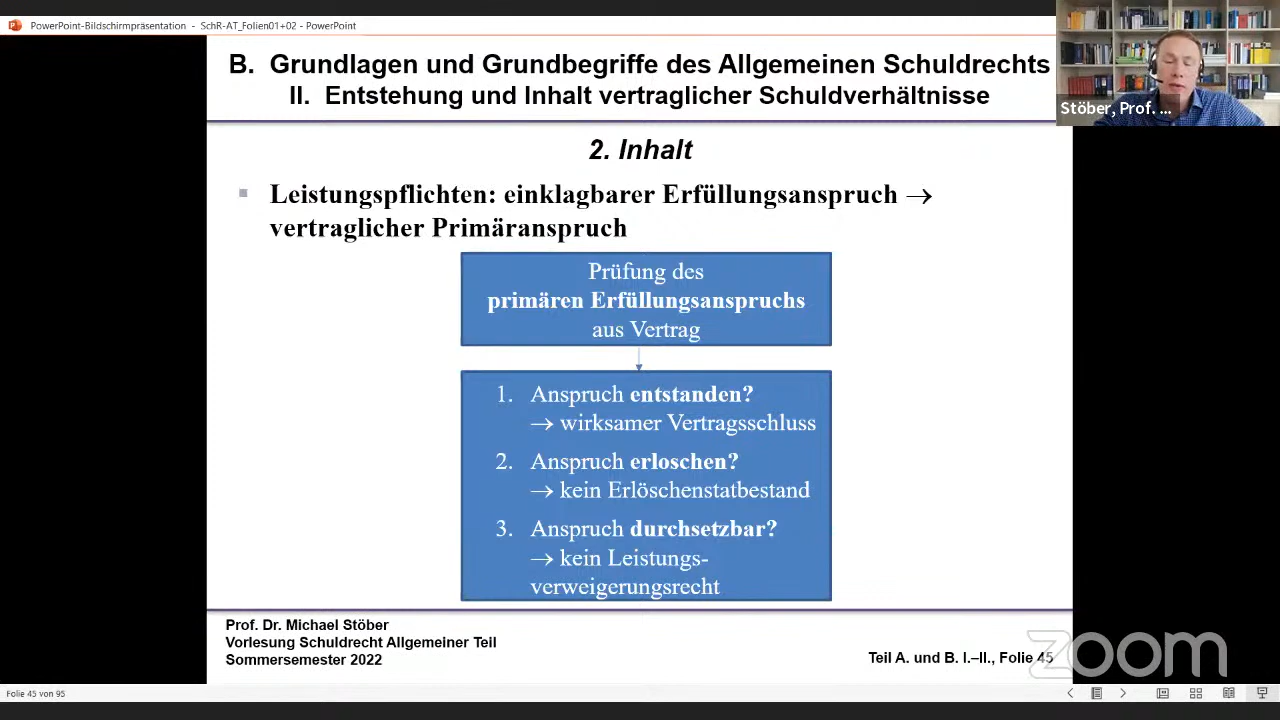 PowerPoint-Bildschirmpräsentation - SchR-AT_Folien01+02 - PowerPoint
Stöber, Prof. ...
B. Grundlagen und Grundbegriffe des Allgemeinen Schuldrechts
II. Entstehung und Inhalt vertraglicher Schuldverhältnisse
2. Inhalt
▪ Leistungspflichten: einklagbarer Erfüllungsanspruch →
vertraglicher Primäranspruch
Prüfung des
primären Erfüllungsanspruchs
aus Vertrag
1. Anspruch entstanden?
→ wirksamer Vertragsschluss
2. Anspruch erloschen?
→ kein Erlöschenstatbestand
3. Anspruch durchsetzbar?
→ kein Leistungs-
verweigerungsrecht
Prof. Dr. Michael Stöber
Vorlesung Schuldrecht Allgemeiner Teil
Sommersemester 2022
Teil A. und B. I.–II., Folie 45
zoom
Folie 45 von 95